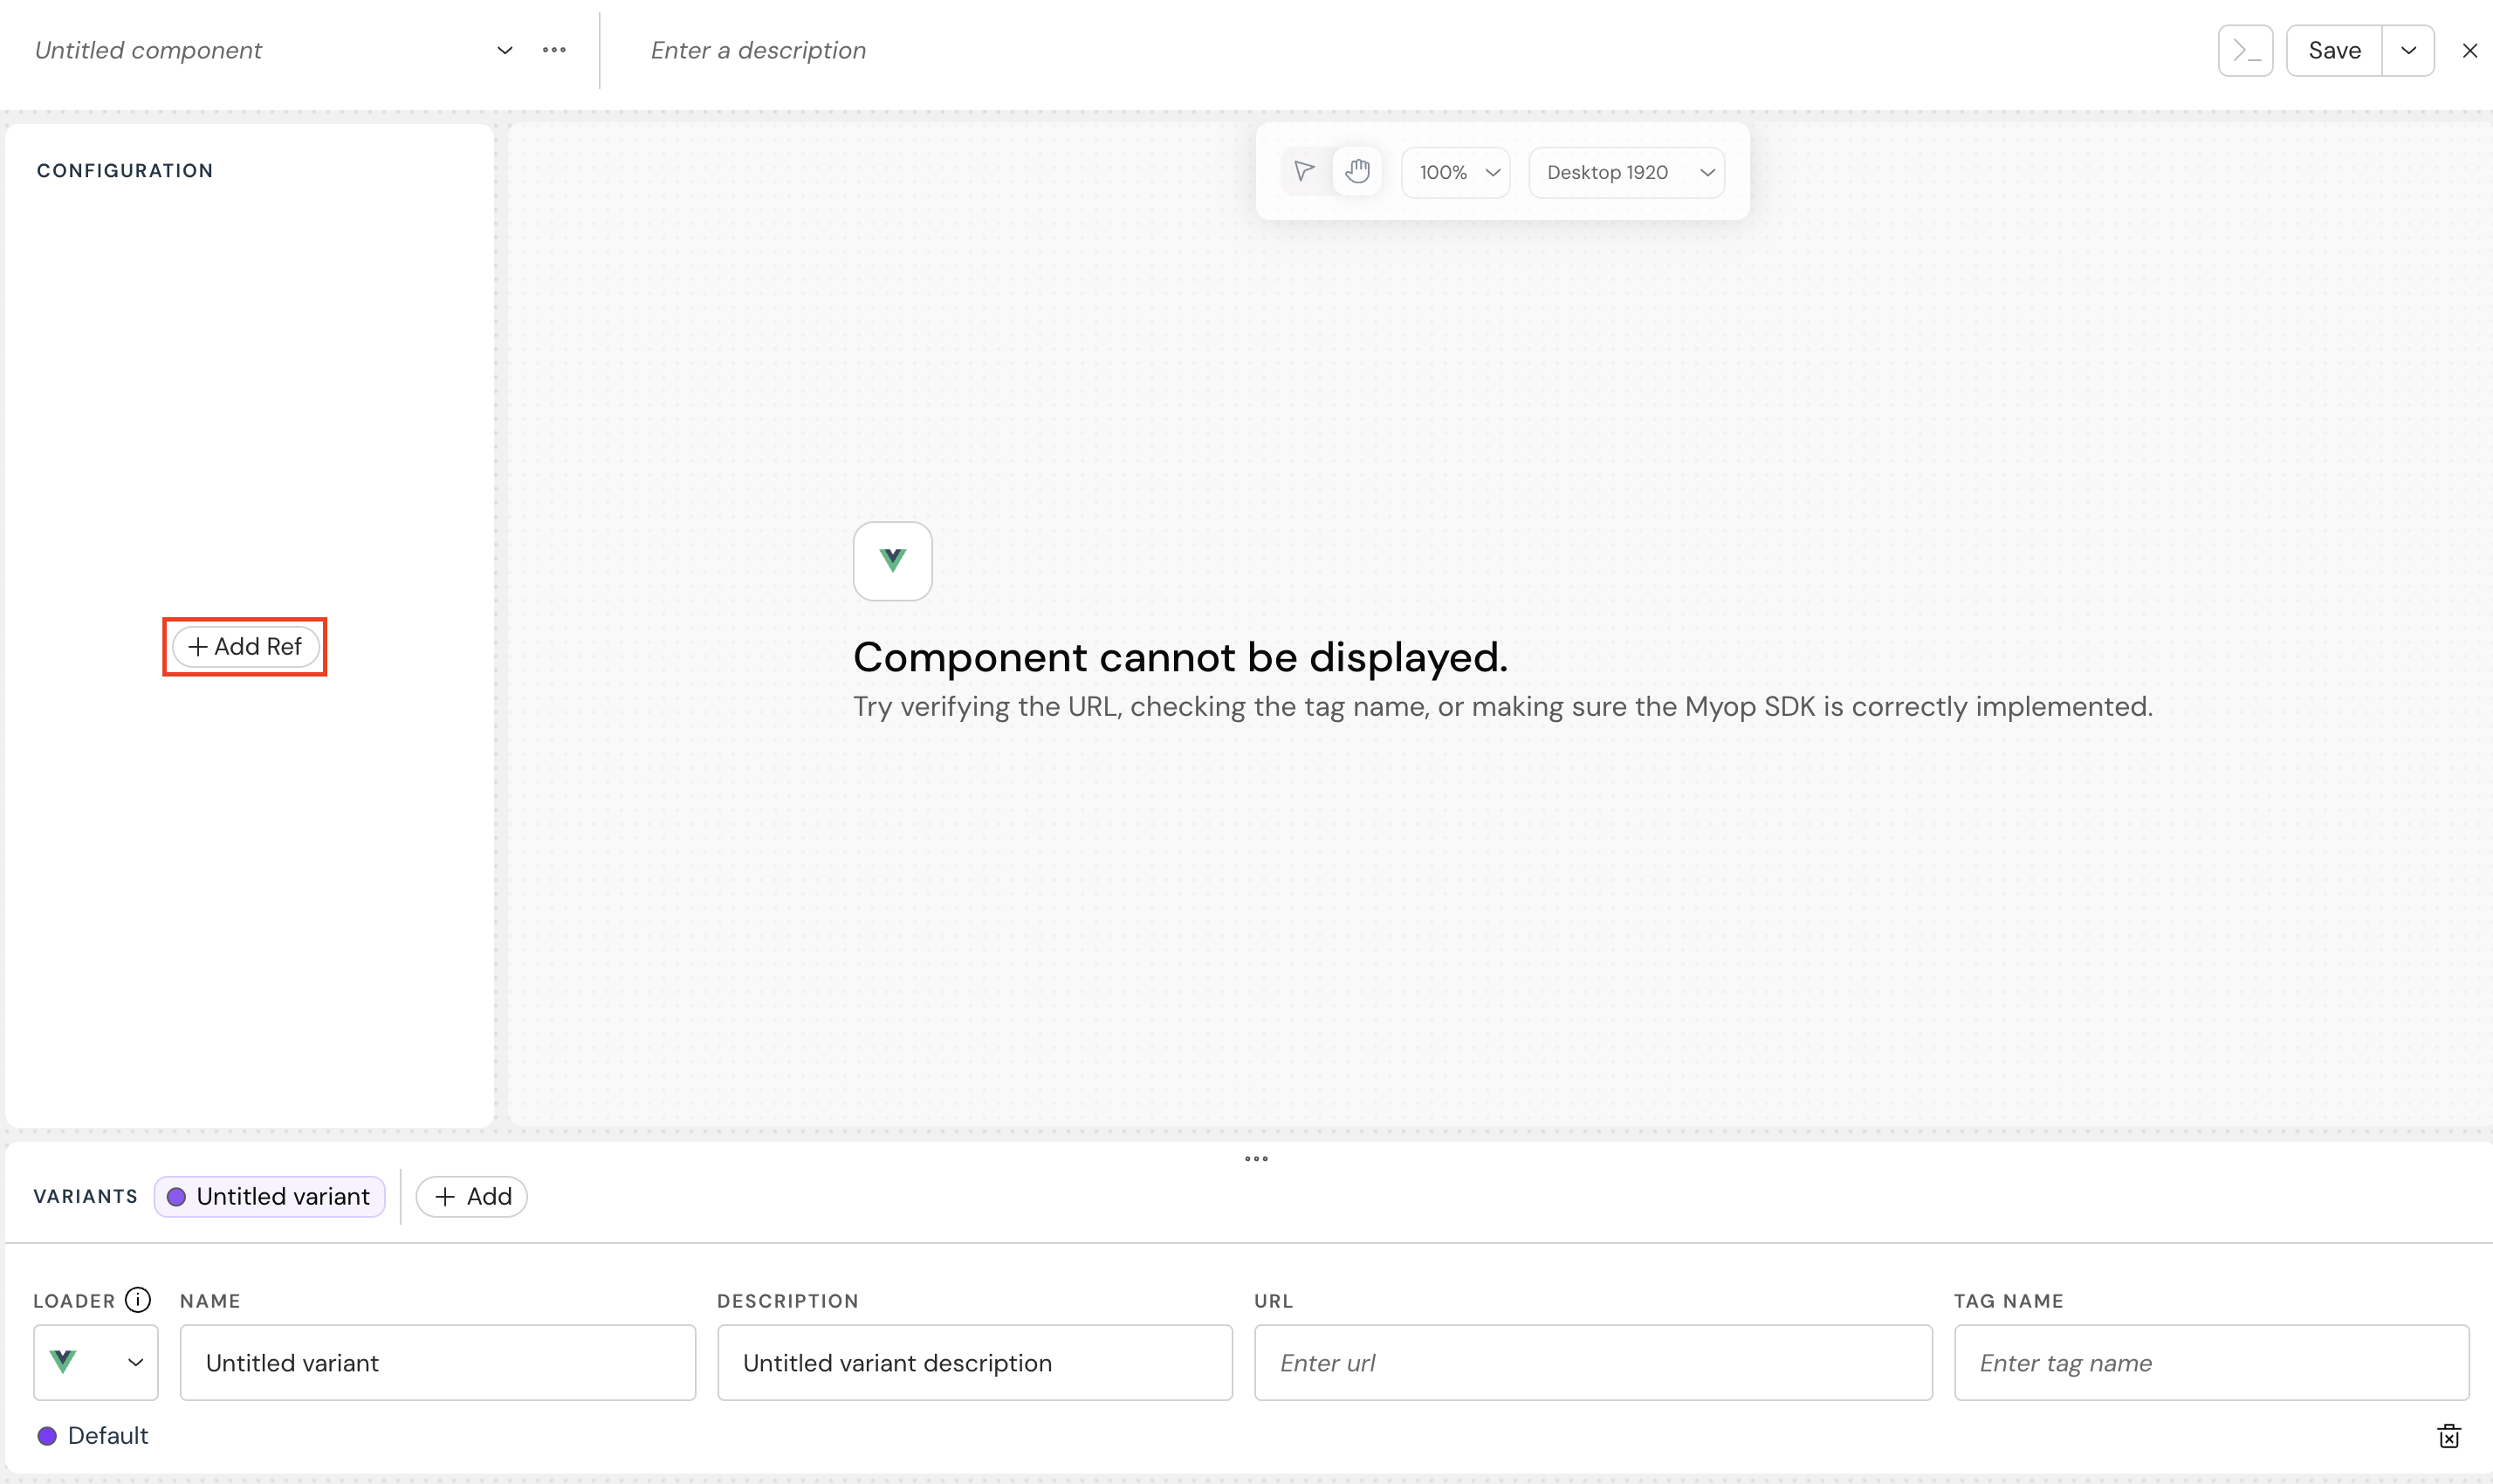 Untitled component
Enter a description
Save
CONFIGURATION
100%
Desktop 1920
Add Ref
Component cannot be displayed.
Try verifying the URL, checking the tag name, or making sure the Myop SDK is correctly implemented.
VARIANTS
Untitled variant
Add
LOADER
NAME
DESCRIPTION
URL
TAG NAME
Untitled variant
Untitled variant description
Enter url
Enter tag name
Default